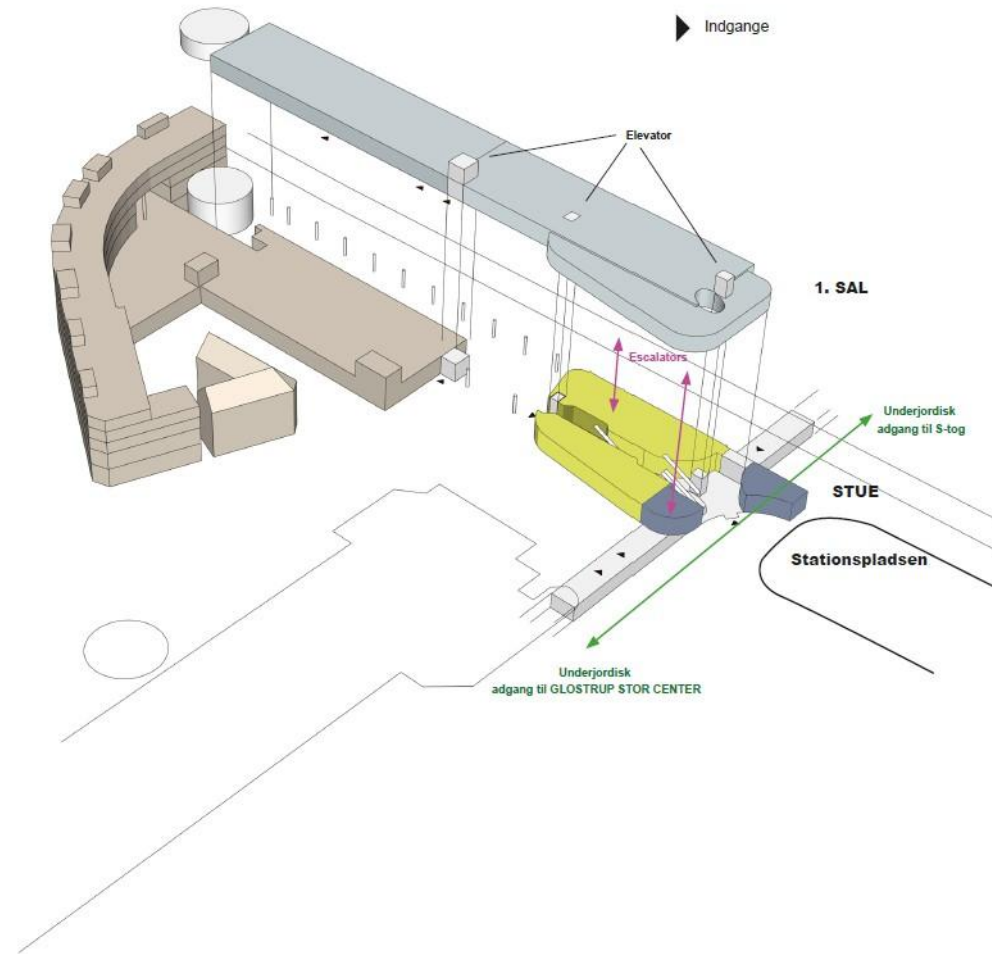 Indgange
Elevator
1. SAL
Escalators
Underjordisk
adgang til S-tog
STUE
Stationspladsen
Underjordisk
adgang til GLOSTRUP STOR CENTER